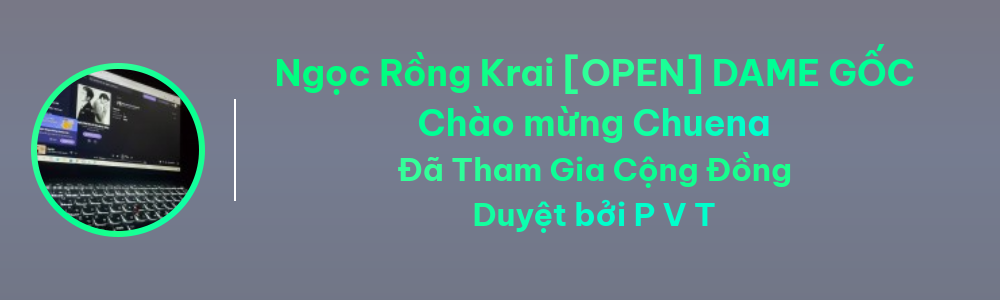 Ngọc Rồng Krai [OPEN] DAME GỐC
Chào mừng Chuena
Đã Tham Gia Cộng Đồng
Duyệt bởi P V T